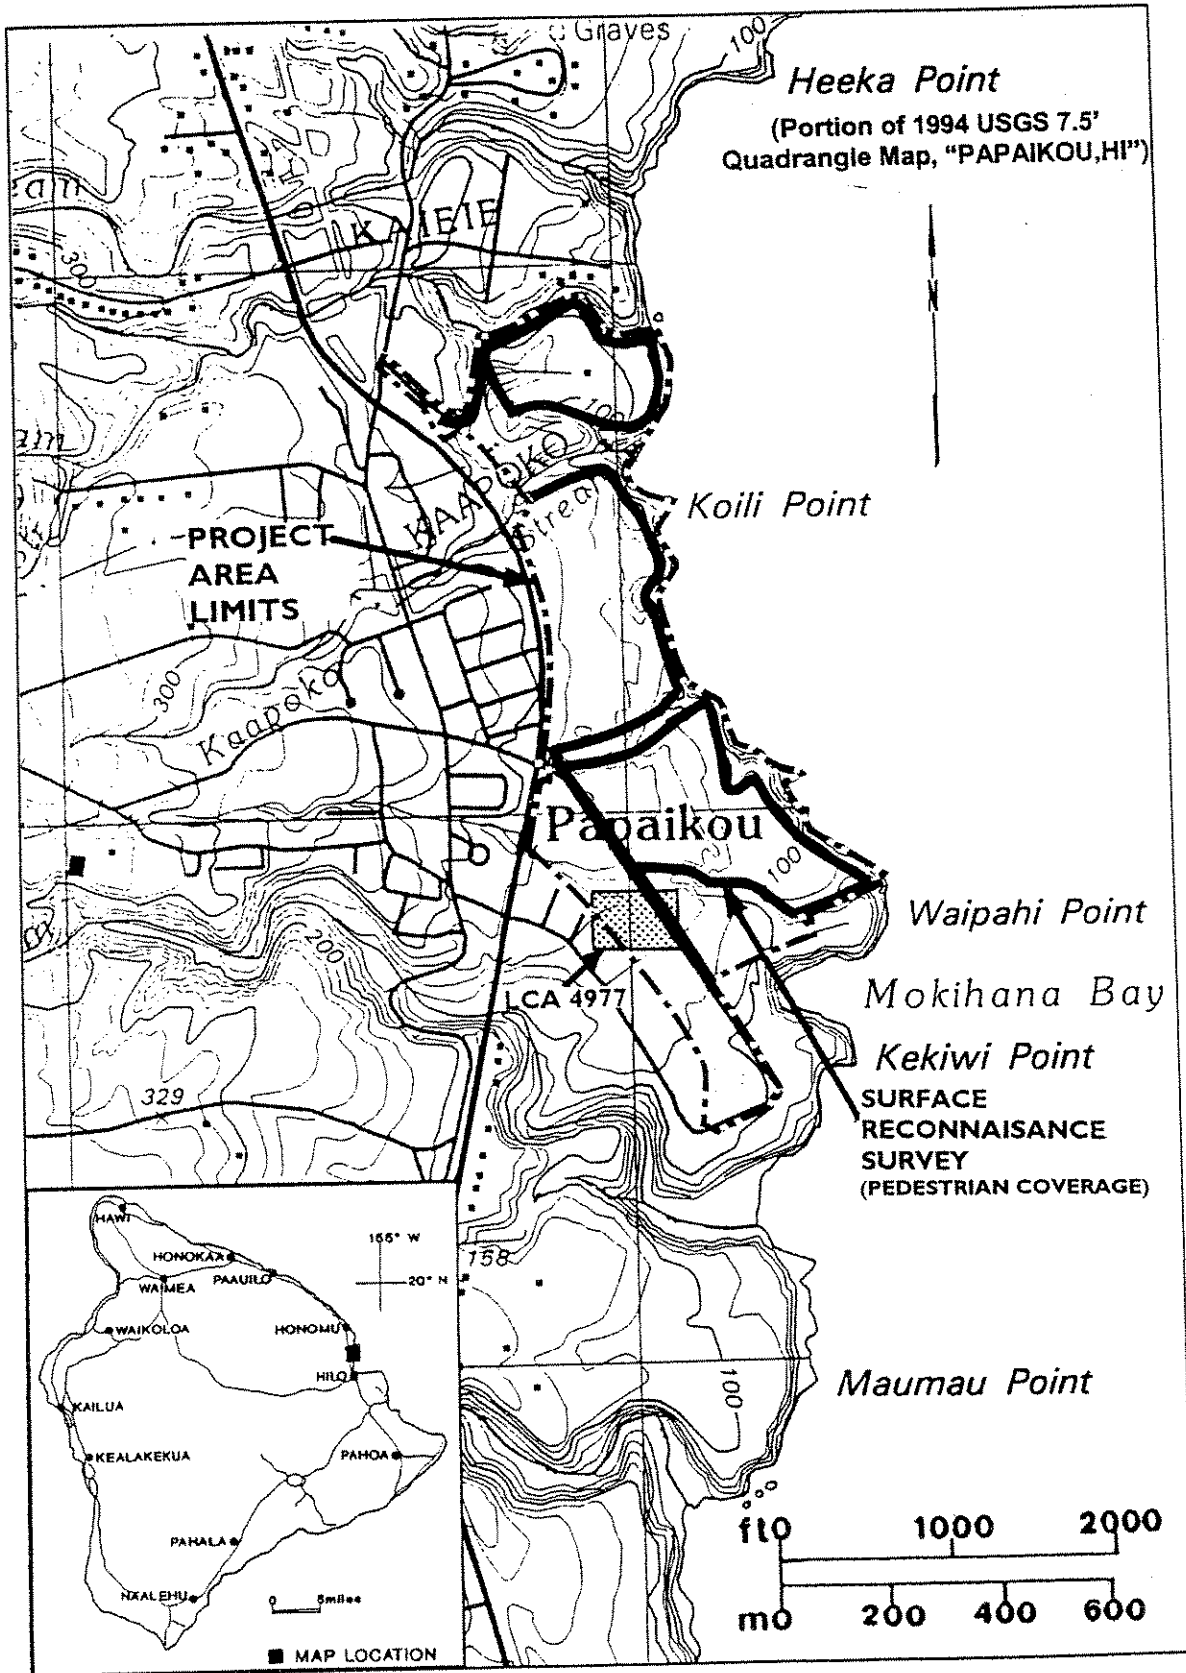 Graves
100
Heeka Point
(Portion of 1994 USGS 7.5'
Quadrangle Map, "PAPAIKOU,HI")
N
KAIEIE
300
100
KAAPOKO
Stream
Koili Point
PROJECT
AREA
LIMITS
300
Kaapoko
Papaikou
100
Waipahi Point
200
LCA 4977
Mokihana Bay
Kekiwi Point
329
SURFACE
RECONNAISANCE
SURVEY
(PEDESTRIAN COVERAGE)
158
Maumau Point
100
HAWI
HONOKAA
PAAUILO
WAIMEA
155° W
20° N
WAIKOLOA
HONOMU
HILO
KAILUA
KEALAKEKUA
PAHOA
PAHALA
NAALEHU
0 5miles
MAP LOCATION
ft0 1000 2000
m0 200 400 600